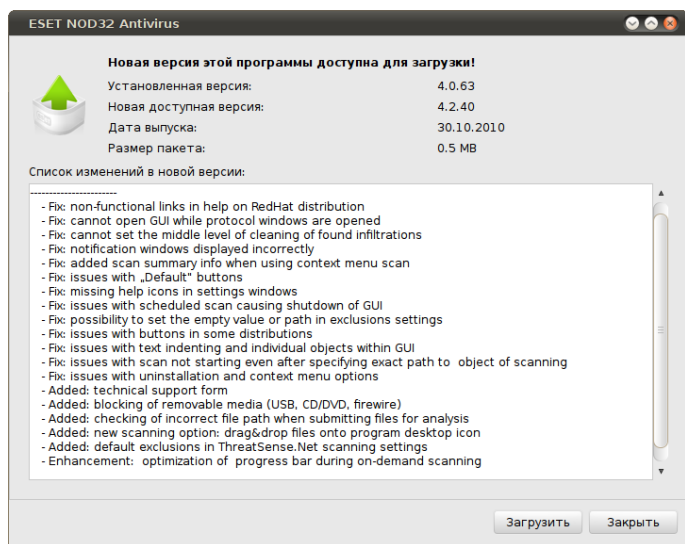 ESET NOD32 Antivirus
Новая версия этой программы доступна для загрузки!
Установленная версия: 4.0.63
Новая доступная версия: 4.2.40
Дата выпуска: 30.10.2010
Размер пакета: 0.5 MB
Список изменений в новой версии:
-----------------------
- Fix: non-functional links in help on RedHat distribution
- Fix: cannot open GUI while protocol windows are opened
- Fix: cannot set the middle level of cleaning of found infiltrations
- Fix: notification windows displayed incorrectly
- Fix: added scan summary info when using context menu scan
- Fix: issues with „Default" buttons
- Fix: missing help icons in settings windows
- Fix: issues with scheduled scan causing shutdown of GUI
- Fix: possibility to set the empty value or path in exclusions settings
- Fix: issues with buttons in some distributions
- Fix: issues with text indenting and individual objects within GUI
- Fix: issues with scan not starting even after specifying exact path to object of scanning
- Fix: issues with uninstallation and context menu options
- Added: technical support form
- Added: blocking of removable media (USB, CD/DVD, firewire)
- Added: checking of incorrect file path when submitting files for analysis
- Added: new scanning option: drag&drop files onto program desktop icon
- Added: default exclusions in ThreatSense.Net scanning settings
- Enhancement: optimization of progress bar during on-demand scanning
Загрузить Закрыть